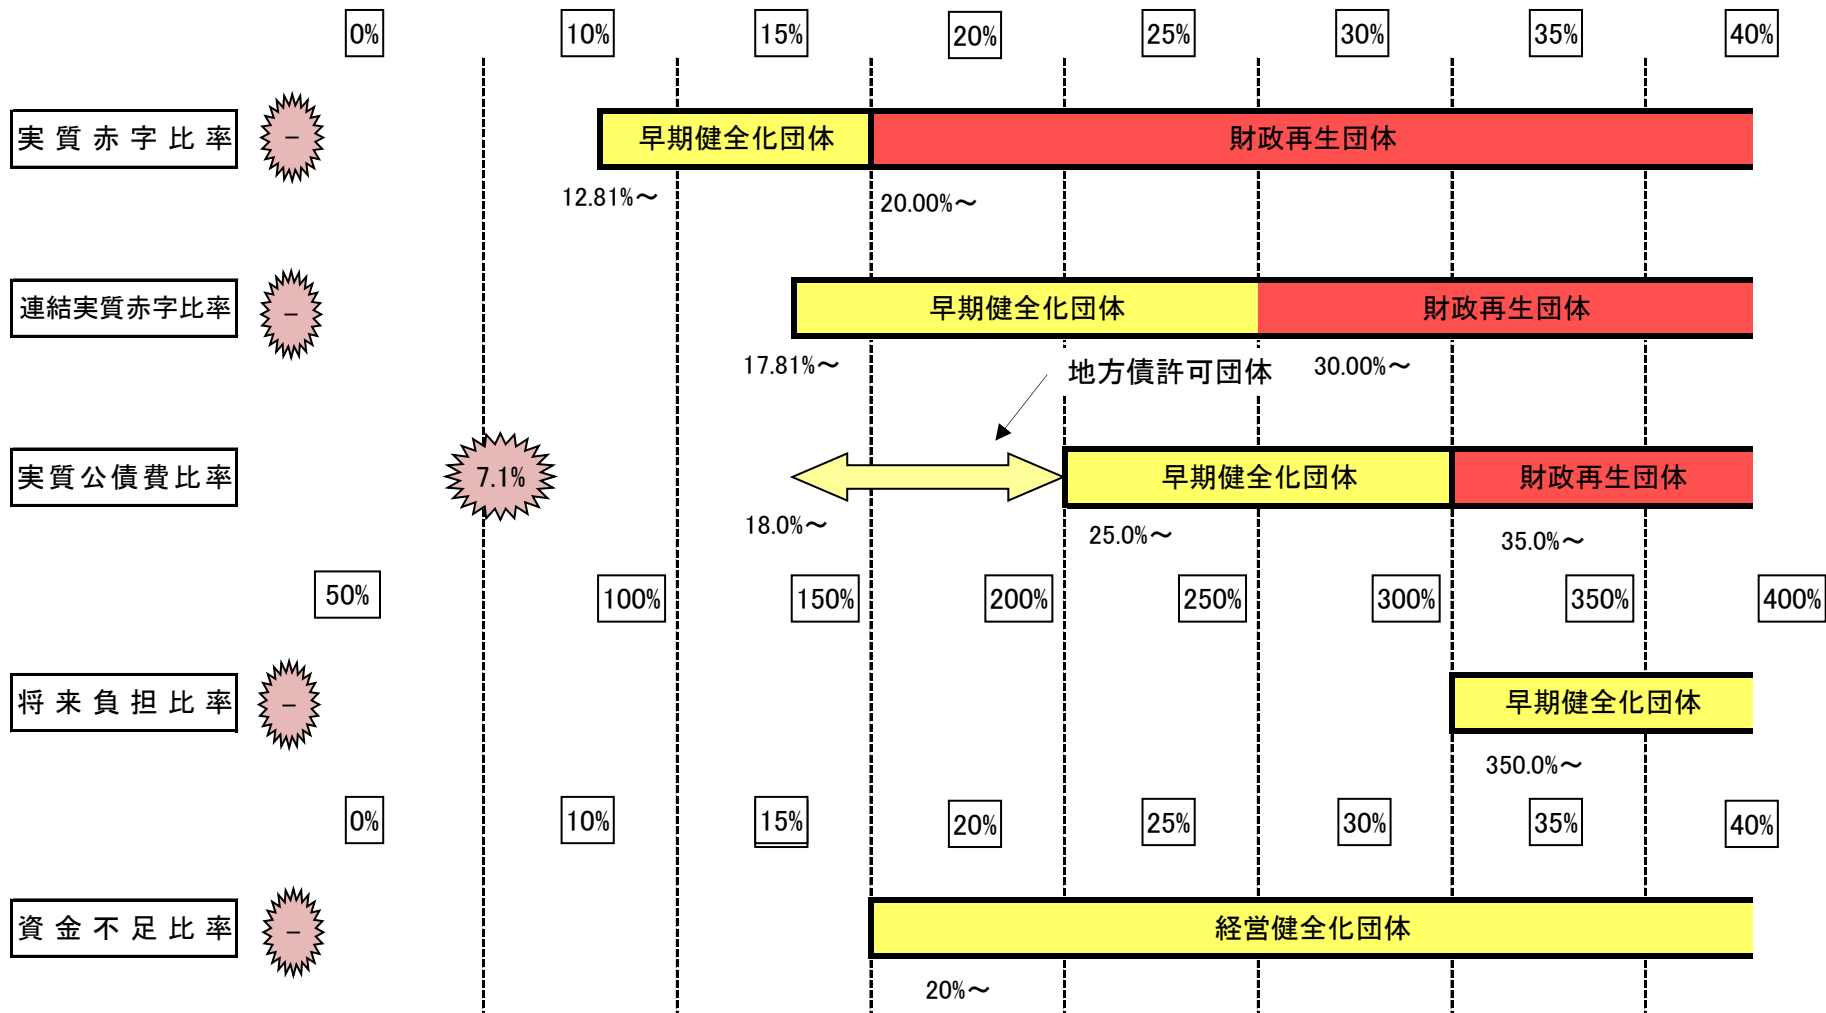 0% 10% 15% 20% 25% 30% 35% 40%
実質赤字比率 － 早期健全化団体 財政再生団体
12.81%～ 20.00%～
連結実質赤字比率 － 早期健全化団体 財政再生団体
17.81%～ 地方債許可団体 30.00%～
実質公債費比率 7.1% 早期健全化団体 財政再生団体
18.0%～ 25.0%～ 35.0%～
50% 100% 150% 200% 250% 300% 350% 400%
将来負担比率 － 早期健全化団体
350.0%～
0% 10% 15% 20% 25% 30% 35% 40%
資金不足比率 － 経営健全化団体
20%～